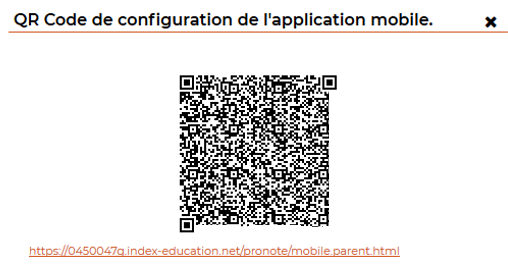 QR Code de configuration de l'application mobile.
https://0450047g.index-education.net/pronote/mobile.parent.html